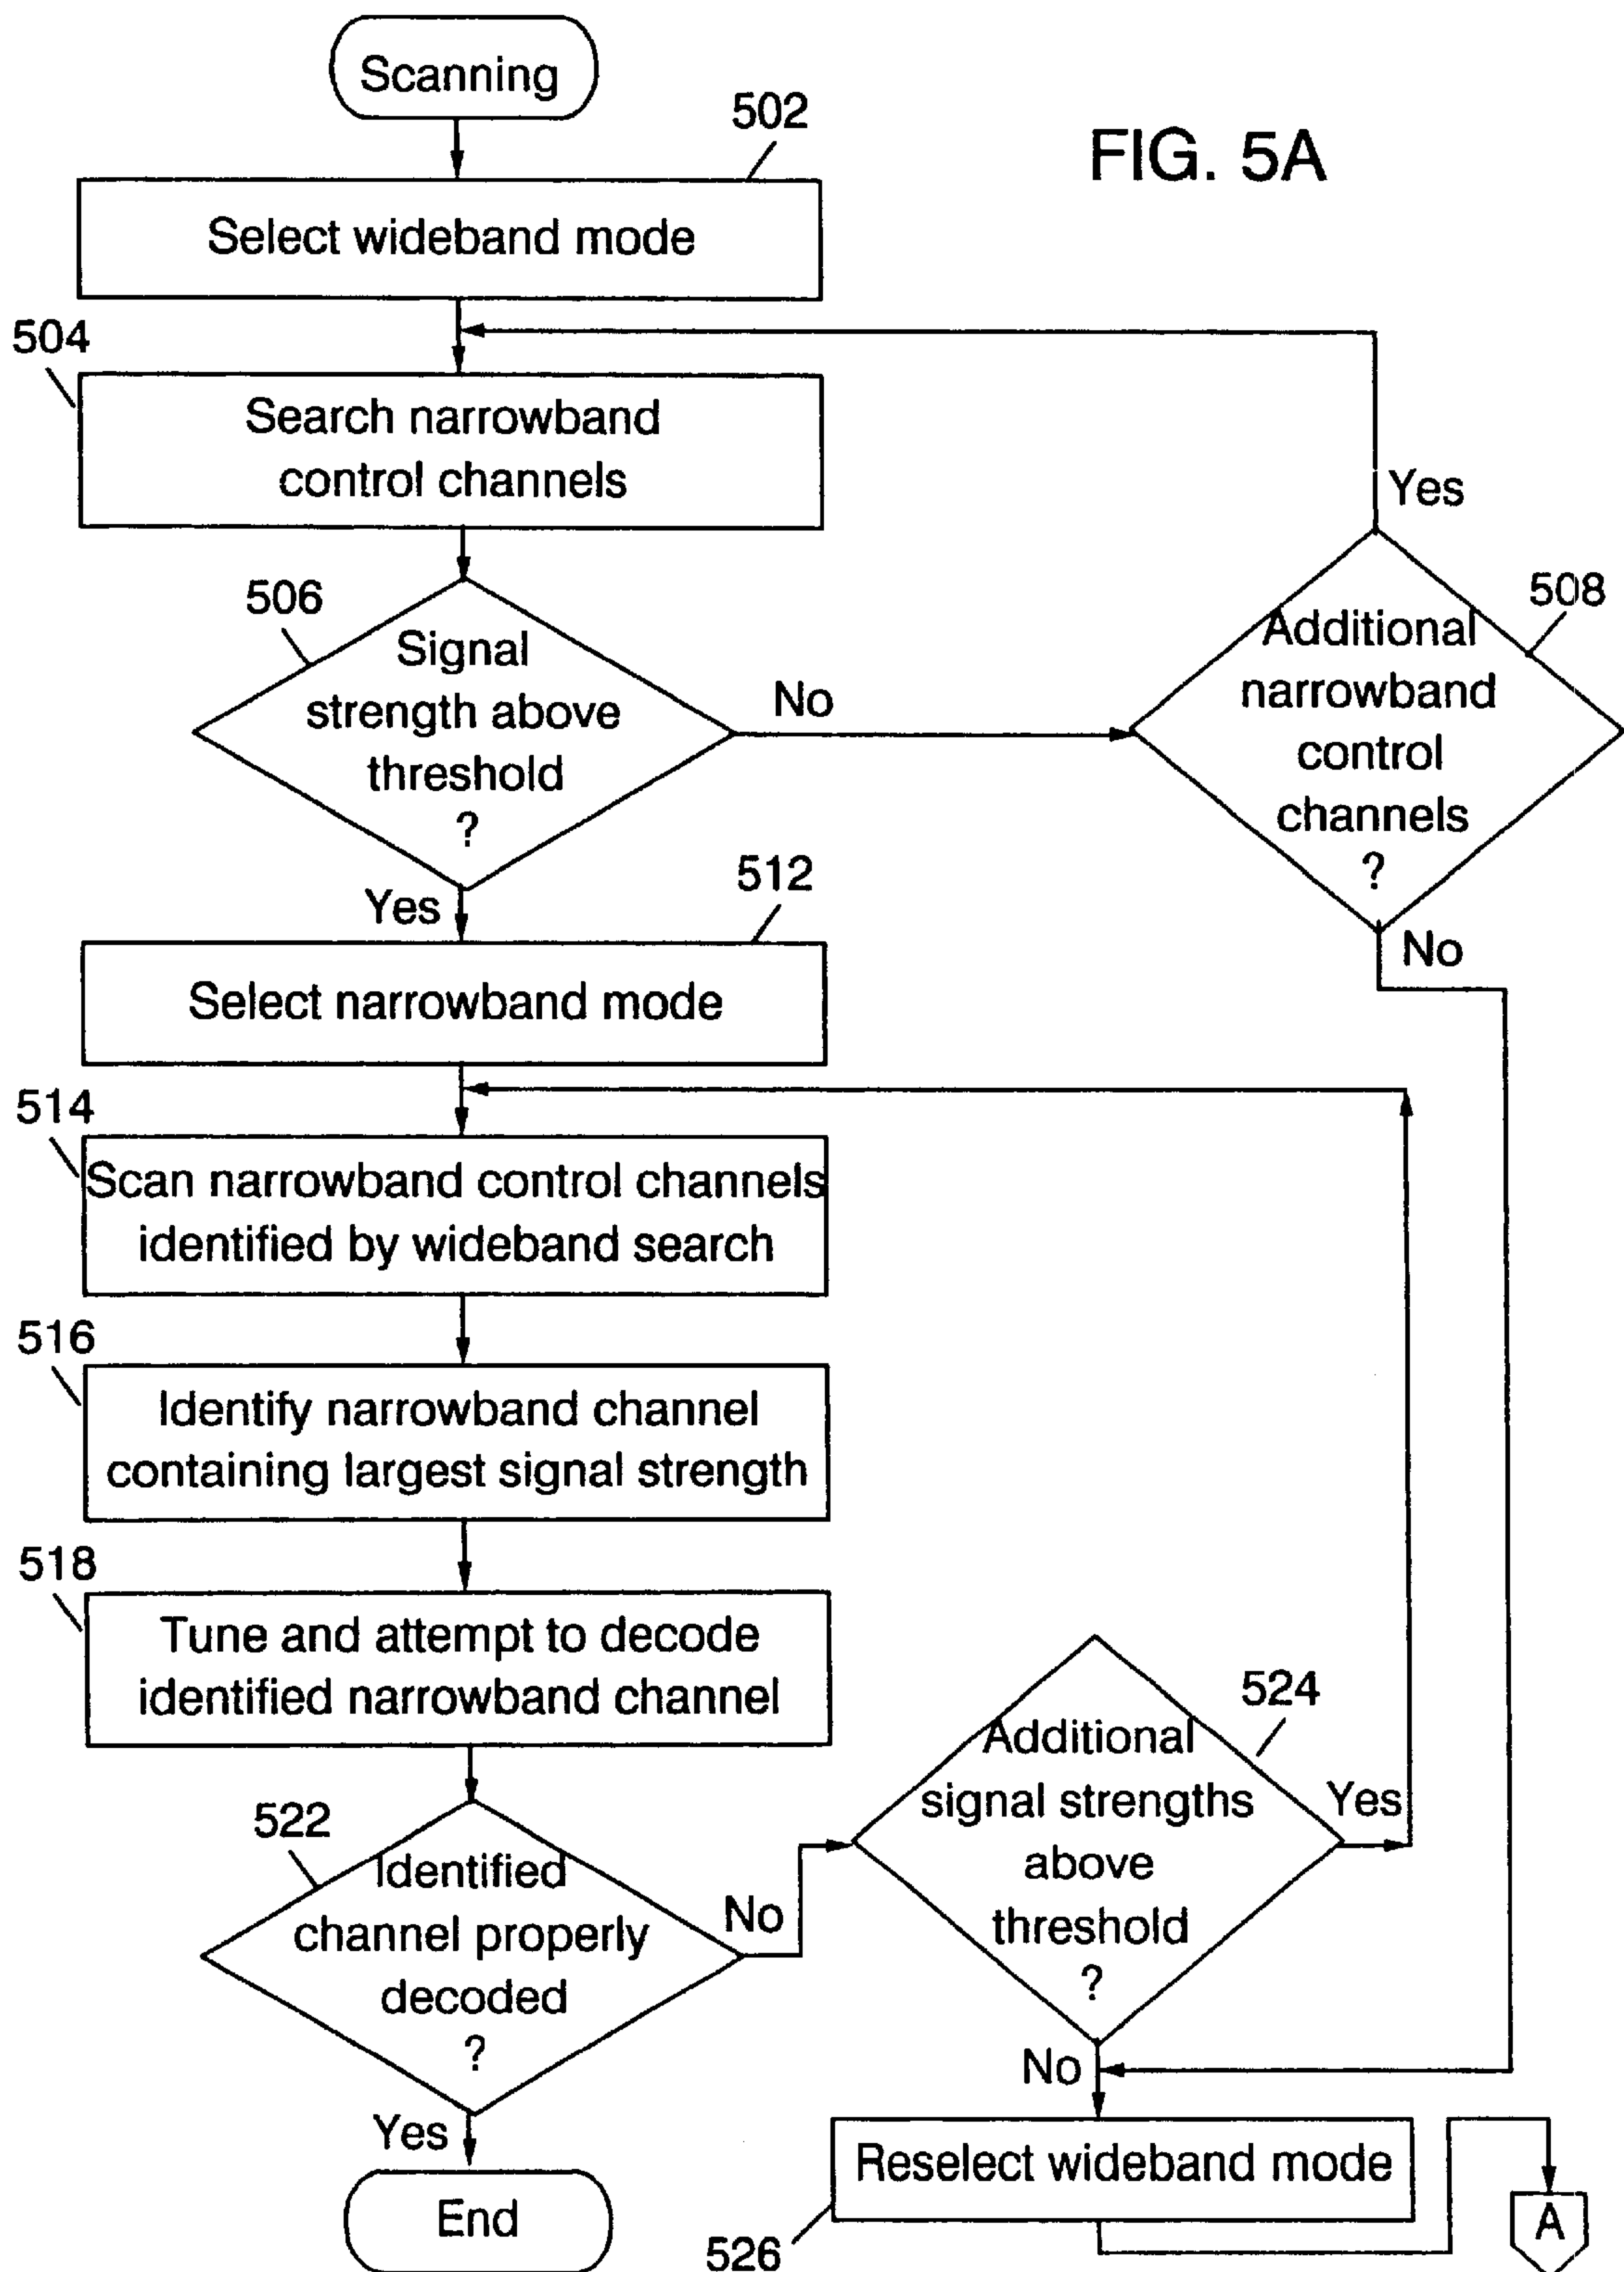 Scanning
502
FIG. 5A
Select wideband mode
504
Search narrowband
control channels
Yes
506
Signal
strength above
threshold
?
No
508
Additional
narrowband
control
channels
?
Yes
512
No
Select narrowband mode
514
Scan narrowband control channels
identified by wideband search
516
Identify narrowband channel
containing largest signal strength
518
Tune and attempt to decode
identified narrowband channel
522
Identified
channel properly
decoded
?
No
524
Additional
signal strengths
above
threshold
?
Yes
No
Yes
End
Reselect wideband mode
526
A